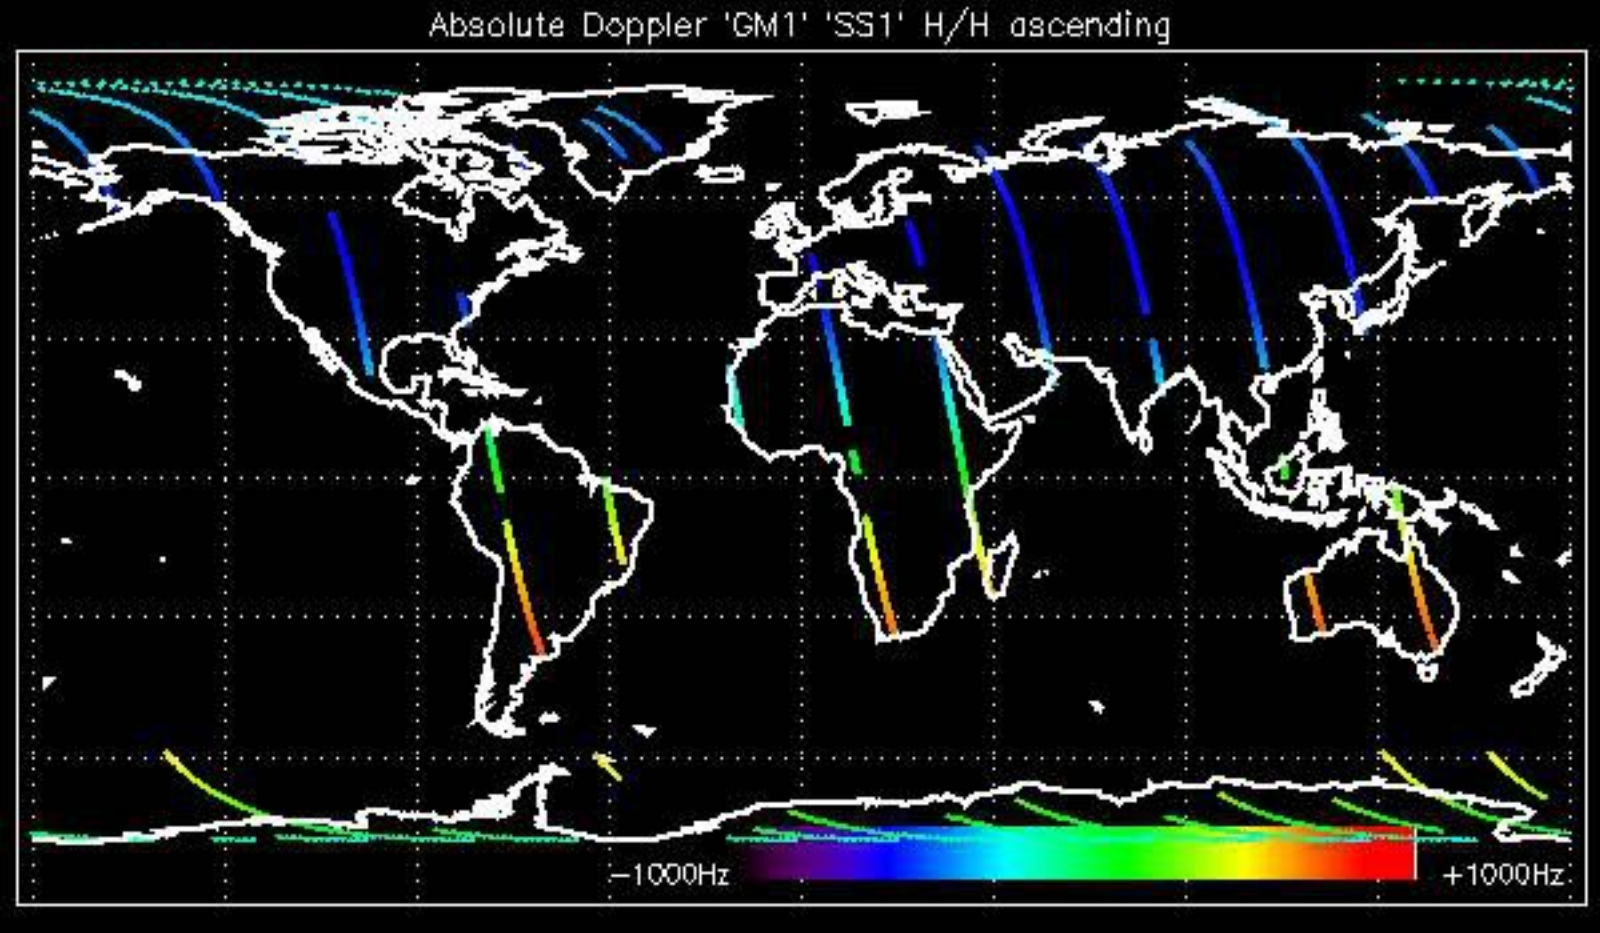 Absolute Doppler 'GM1' 'SS1' H/H ascending
−1000Hz
+1000Hz